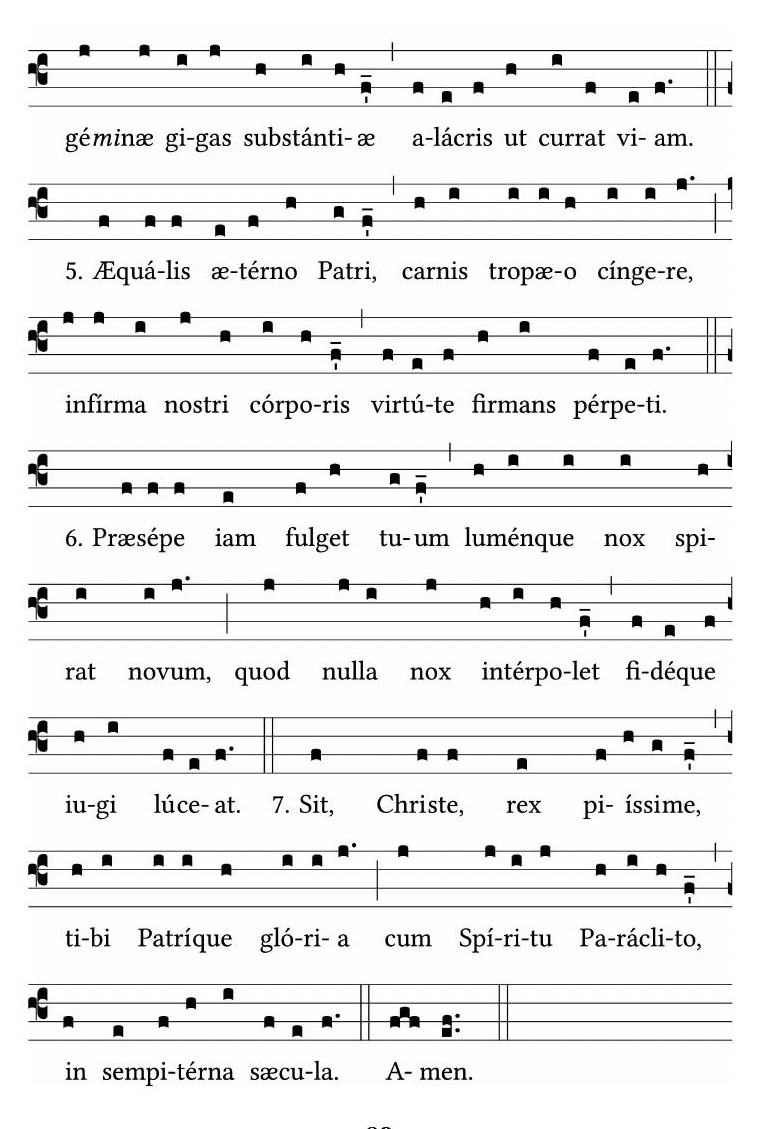 géminæ gi-gas substánti-æ a-lácris ut currat vi-am.
5. Æquá-lis æ-térno Patri, carnis tropæ-o cínge-re,
infírma nostri córpo-ris virtú-te firmans pérpe-ti.
6. Præsépe iam fulget tu-um luménque nox spi-
rat novum, quod nulla nox intérpo-let fi-déque
iu-gi lúce-at. 7. Sit, Christe, rex pi-íssime,
ti-bi Patríque gló-ri-a cum Spí-ri-tu Pa-rácli-to,
in sempi-térna sæcu-la. A-men.